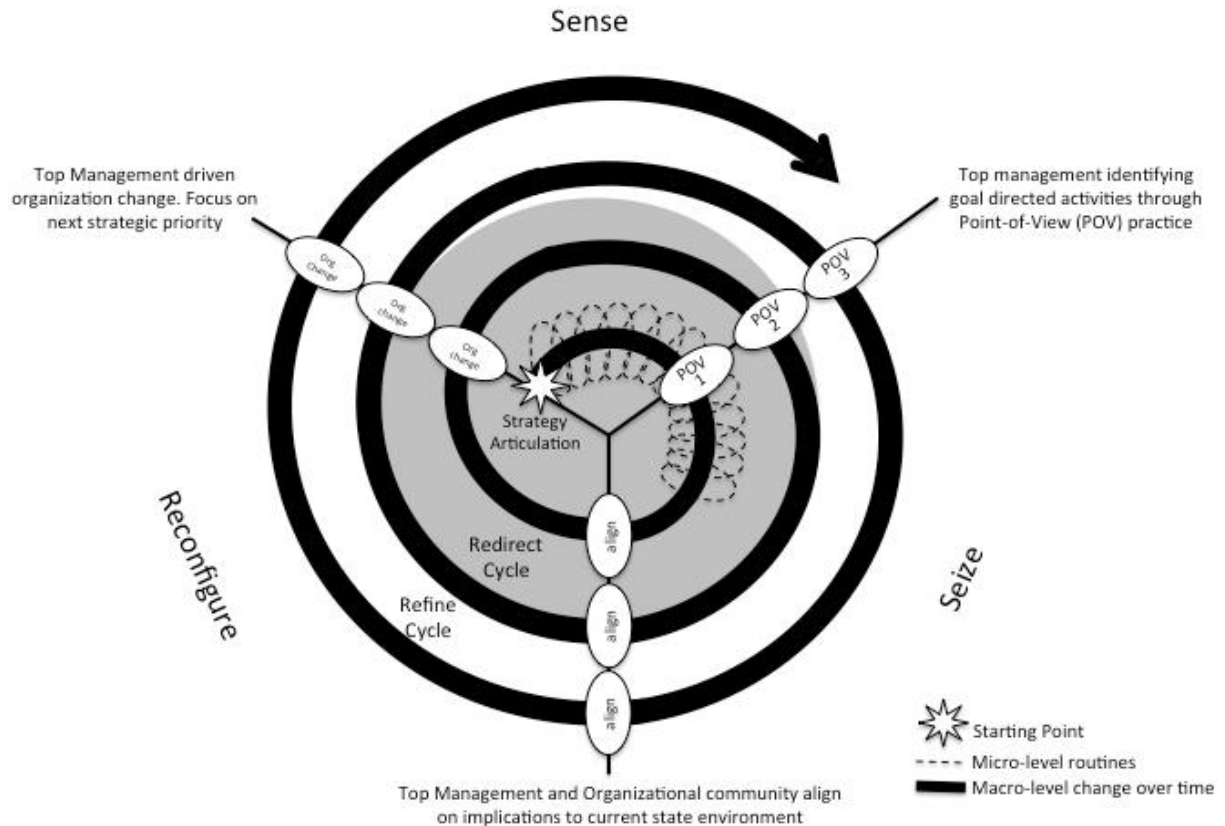 Sense
Top Management driven
organization change. Focus on
next strategic priority
Top management identifying
goal directed activities through
Point-of-View (POV) practice
Org
Change
Org
change
Org
change
POV
3
POV
2
POV
1
Strategy
Articulation
align
align
align
Redirect
Cycle
Refine
Cycle
Reconfigure
Seize
Starting Point
Micro-level routines
Macro-level change over time
Top Management and Organizational community align
on implications to current state environment